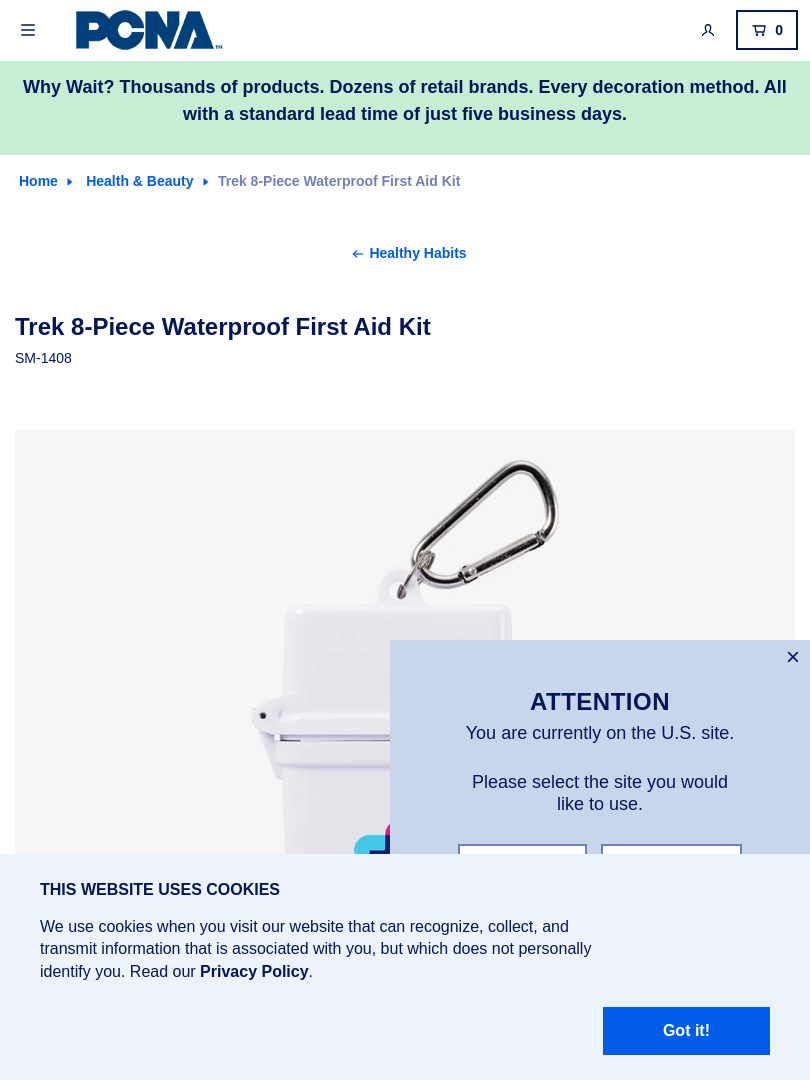 PCNA™
0
Why Wait? Thousands of products. Dozens of retail brands. Every decoration method. All
with a standard lead time of just five business days.
Home
Health & Beauty
Trek 8-Piece Waterproof First Aid Kit
Healthy Habits
Trek 8-Piece Waterproof First Aid Kit
SM-1408
ATTENTION
You are currently on the U.S. site.
Please select the site you would
like to use.
THIS WEBSITE USES COOKIES
We use cookies when you visit our website that can recognize, collect, and
transmit information that is associated with you, but which does not personally
identify you. Read our Privacy Policy.
Got it!